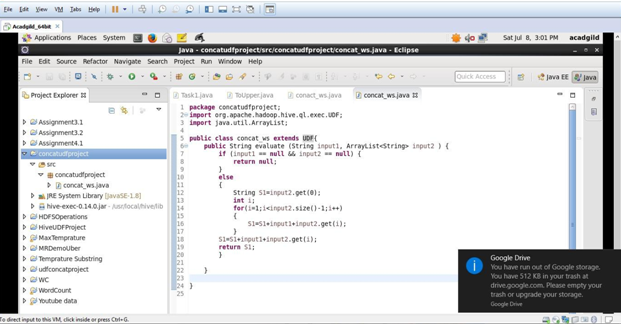 File Edit View VM Tabs Help
Acadgild_64bit
Applications Places System
Sat Jul 8, 3:01 PM acadgild
Java - concatudfproject/src/concatudfproject/concat_ws.java - Eclipse
File Edit Source Refactor Navigate Search Project Run Window Help
Quick Access
Java EE
Java
Project Explorer
Task1.java
ToUpper.java
conact_ws.java
concat_ws.java
Assignment3.1
Assignment3.2
Assignment4.1
concatudfproject
src
concatudfproject
concat_ws.java
JRE System Library [JavaSE-1.8]
hive-exec-0.14.0.jar - /usr/local/hive/lib
HDFSOperations
HiveUDFProject
MaxTemprature
MRDemoUber
Temprature Substring
udfconcatproject
WC
WordCount
Youtube data
1 package concatudfproject;
2 import org.apache.hadoop.hive.ql.exec.UDF;
3 import java.util.ArrayList;
4
5 public class concat_ws extends UDF{
6 public String evaluate (String input1, ArrayList<String> input2 ) {
7 if (input1 == null && input2 == null) {
8 return null;
9 }
10 else
11 {
12 String S1=input2.get(0);
13 int i;
14 for(i=1;i<input2.size()-1;i++)
15 {
16 S1=S1+input1+input2.get(i);
17 }
18 S1=S1+input1+input2.get(i);
19 return S1;
20 }
21
22 }
23
24 }
25
Google Drive
You have run out of Google storage.
You have 512 KB in your trash at
drive.google.com. Please empty your
trash or upgrade your storage.
Google Drive
To direct input to this VM, click inside or press Ctrl+G.